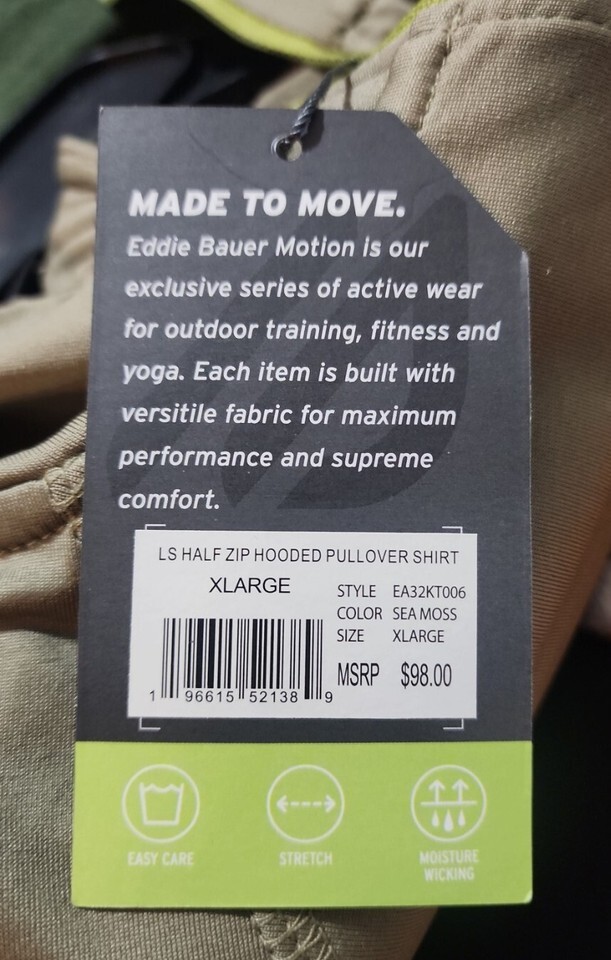 MADE TO MOVE.
Eddie Bauer Motion is our
exclusive series of active wear
for outdoor training, fitness and
yoga. Each item is built with
versitile fabric for maximum
performance and supreme
comfort.
LS HALF ZIP HOODED PULLOVER SHIRT
XLARGE
STYLE EA32KT006
COLOR SEA MOSS
SIZE XLARGE
MSRP $98.00
1 96615 52138 9
EASY CARE
STRETCH
MOISTURE
WICKING